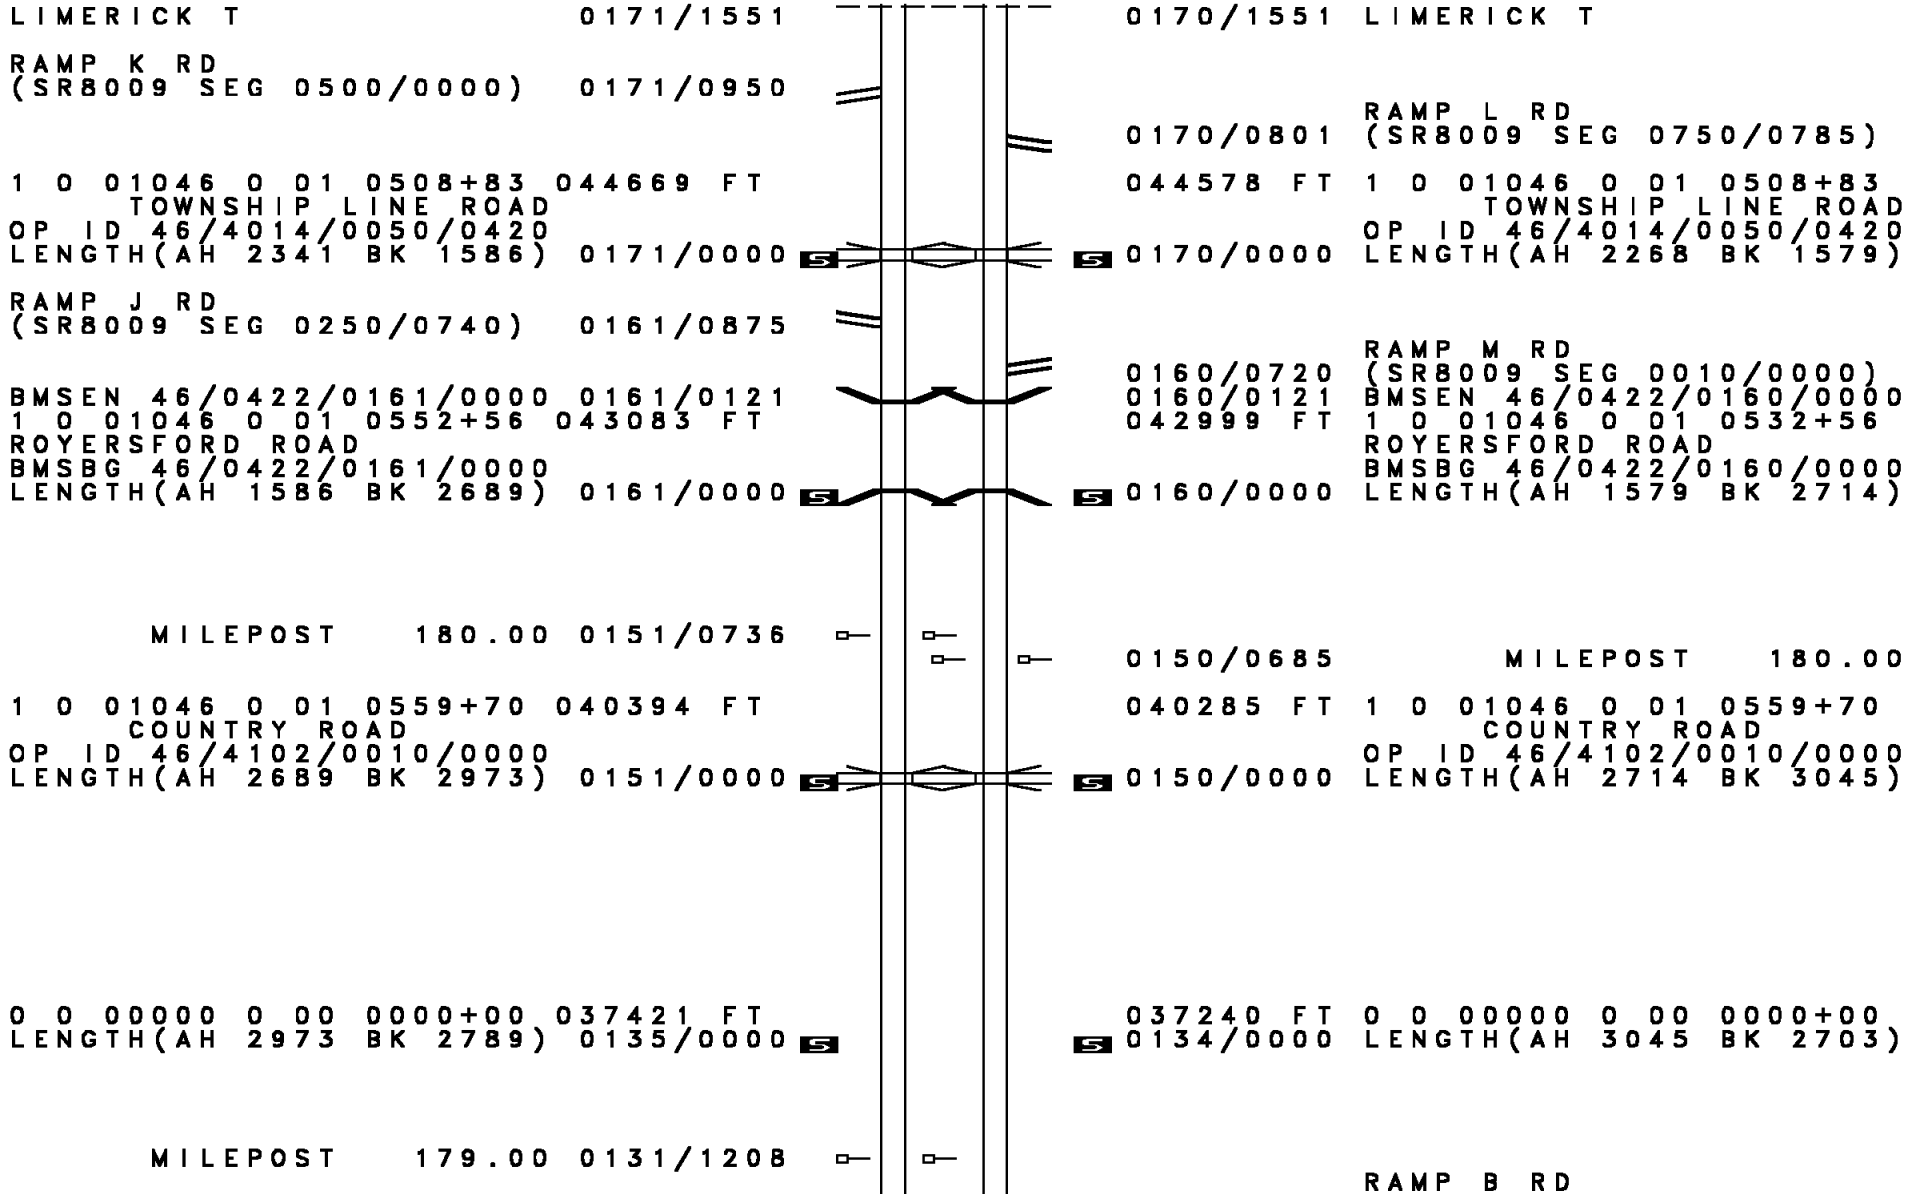 LIMERICK T 0171/1551 0170/1551 LIMERICK T
RAMP K RD
(SR8009 SEG 0500/0000) 0171/0950
RAMP L RD
0170/0801 (SR8009 SEG 0750/0785)
1 0 01046 0 01 0508+83 044669 FT 044578 FT 1 0 01046 0 01 0508+83
TOWNSHIP LINE ROAD TOWNSHIP LINE ROAD
OP ID 46/4014/0050/0420 OP ID 46/4014/0050/0420
LENGTH(AH 2341 BK 1586) 0171/0000 S S 0170/0000 LENGTH(AH 2268 BK 1579)
RAMP J RD
(SR8009 SEG 0250/0740) 0161/0875
RAMP M RD
0160/0720 (SR8009 SEG 0010/0000)
BMSEN 46/0422/0161/0000 0161/0121 0160/0121 BMSEN 46/0422/0160/0000
1 0 01046 0 01 0552+56 043083 FT 042999 FT 1 0 01046 0 01 0532+56
ROYERSFORD ROAD ROYERSFORD ROAD
BMSBG 46/0422/0161/0000 BMSBG 46/0422/0160/0000
LENGTH(AH 1586 BK 2689) 0161/0000 S S 0160/0000 LENGTH(AH 1579 BK 2714)
MILEPOST 180.00 0151/0736
0150/0685 MILEPOST 180.00
1 0 01046 0 01 0559+70 040394 FT 040285 FT 1 0 01046 0 01 0559+70
COUNTRY ROAD COUNTRY ROAD
OP ID 46/4102/0010/0000 OP ID 46/4102/0010/0000
LENGTH(AH 2689 BK 2973) 0151/0000 S S 0150/0000 LENGTH(AH 2714 BK 3045)
0 0 00000 0 00 0000+00 037421 FT 037240 FT 0 0 00000 0 00 0000+00
LENGTH(AH 2973 BK 2789) 0135/0000 S S 0134/0000 LENGTH(AH 3045 BK 2703)
MILEPOST 179.00 0131/1208
RAMP B RD